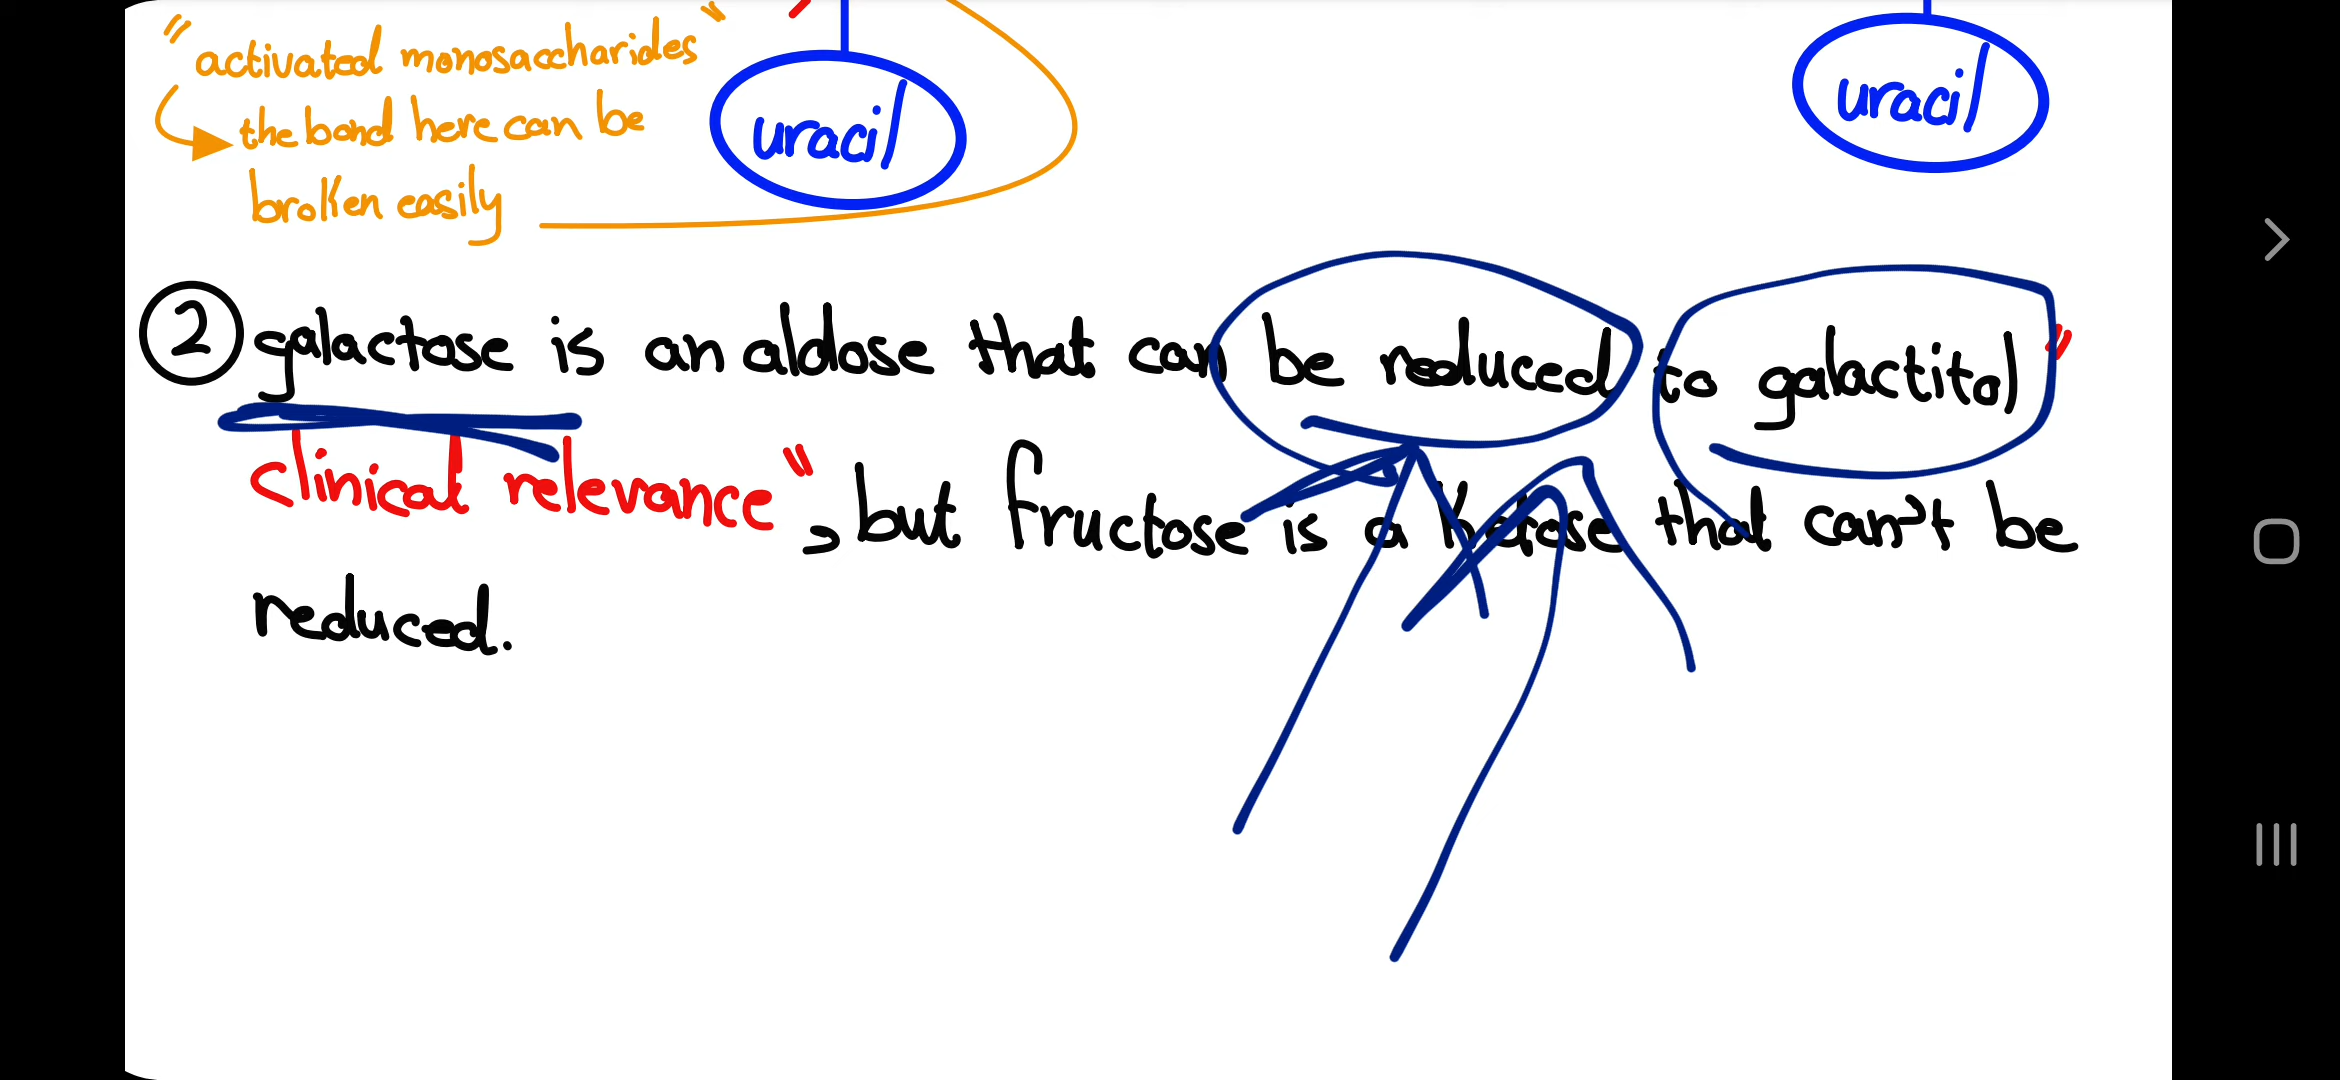 "activated monosaccharides"
the bond here can be
broken easily
uracil
uracil
② galactose is an aldose that can be reduced to galactitol "
clinical relevance", but fructose is a ketose that can't be
reduced.